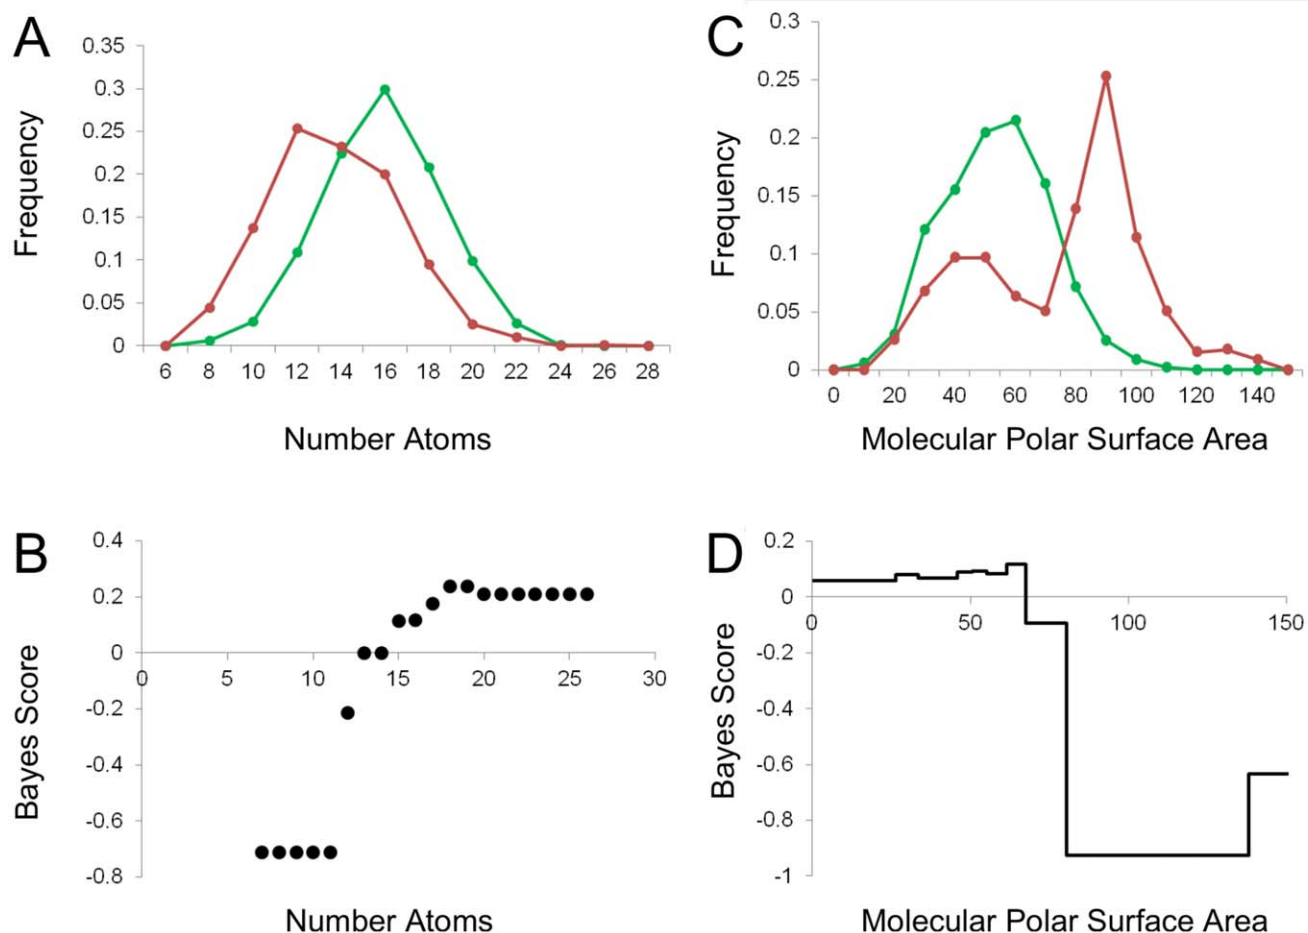 A
Frequency
0.35
0.3
0.25
0.2
0.15
0.1
0.05
0
6 8 10 12 14 16 18 20 22 24 26 28
Number Atoms
C
Frequency
0.3
0.25
0.2
0.15
0.1
0.05
0
0 20 40 60 80 100 120 140
Molecular Polar Surface Area
B
Bayes Score
0.4
0.2
0
-0.2
-0.4
-0.6
-0.8
0 5 10 15 20 25 30
Number Atoms
D
Bayes Score
0.2
0
-0.2
-0.4
-0.6
-0.8
-1
0 50 100 150
Molecular Polar Surface Area